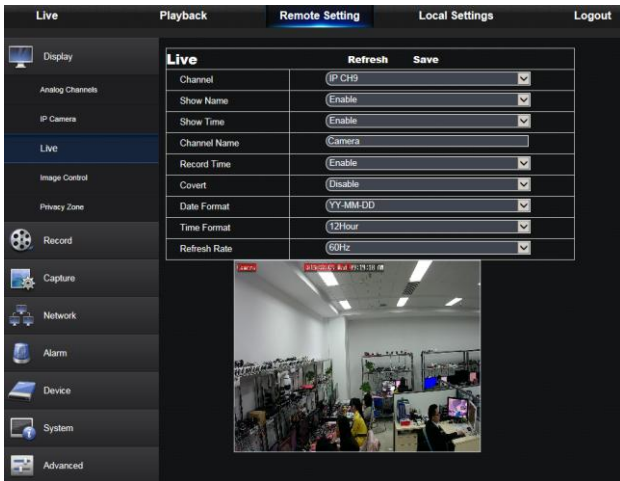 Live Playback Remote Setting Local Settings Logout
Display
Analog Channels
IP Camera
Live
Image Control
Privacy Zone
Record
Capture
Network
Alarm
Device
System
Advanced
Live Refresh Save
Channel IP CH9
Show Name Enable
Show Time Enable
Channel Name Camera
Record Time Enable
Covert Disable
Date Format YY-MM-DD
Time Format 12Hour
Refresh Rate 60Hz
Camera